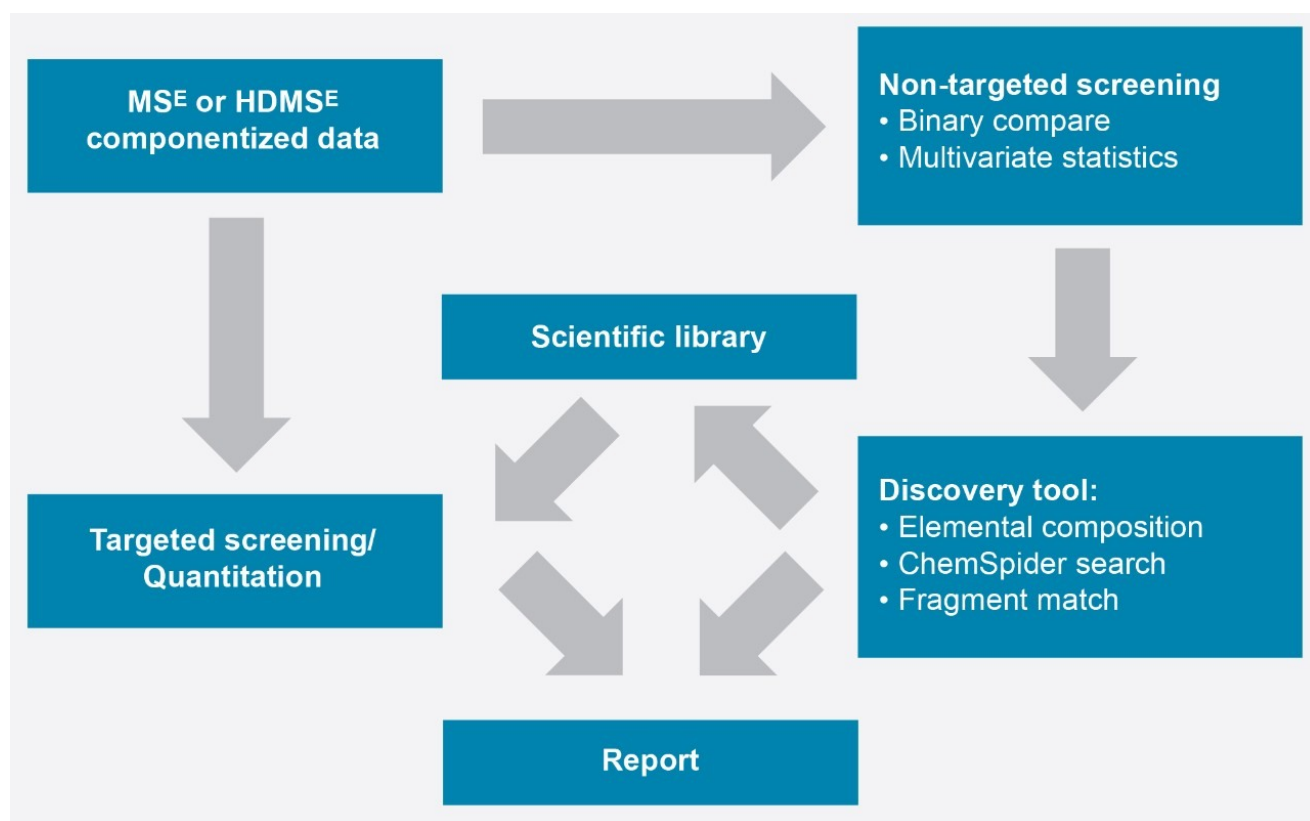 MSᴱ or HDMSᴱ
componentized data
Non-targeted screening
• Binary compare
• Multivariate statistics
Scientific library
Targeted screening/
Quantitation
Discovery tool:
• Elemental composition
• ChemSpider search
• Fragment match
Report